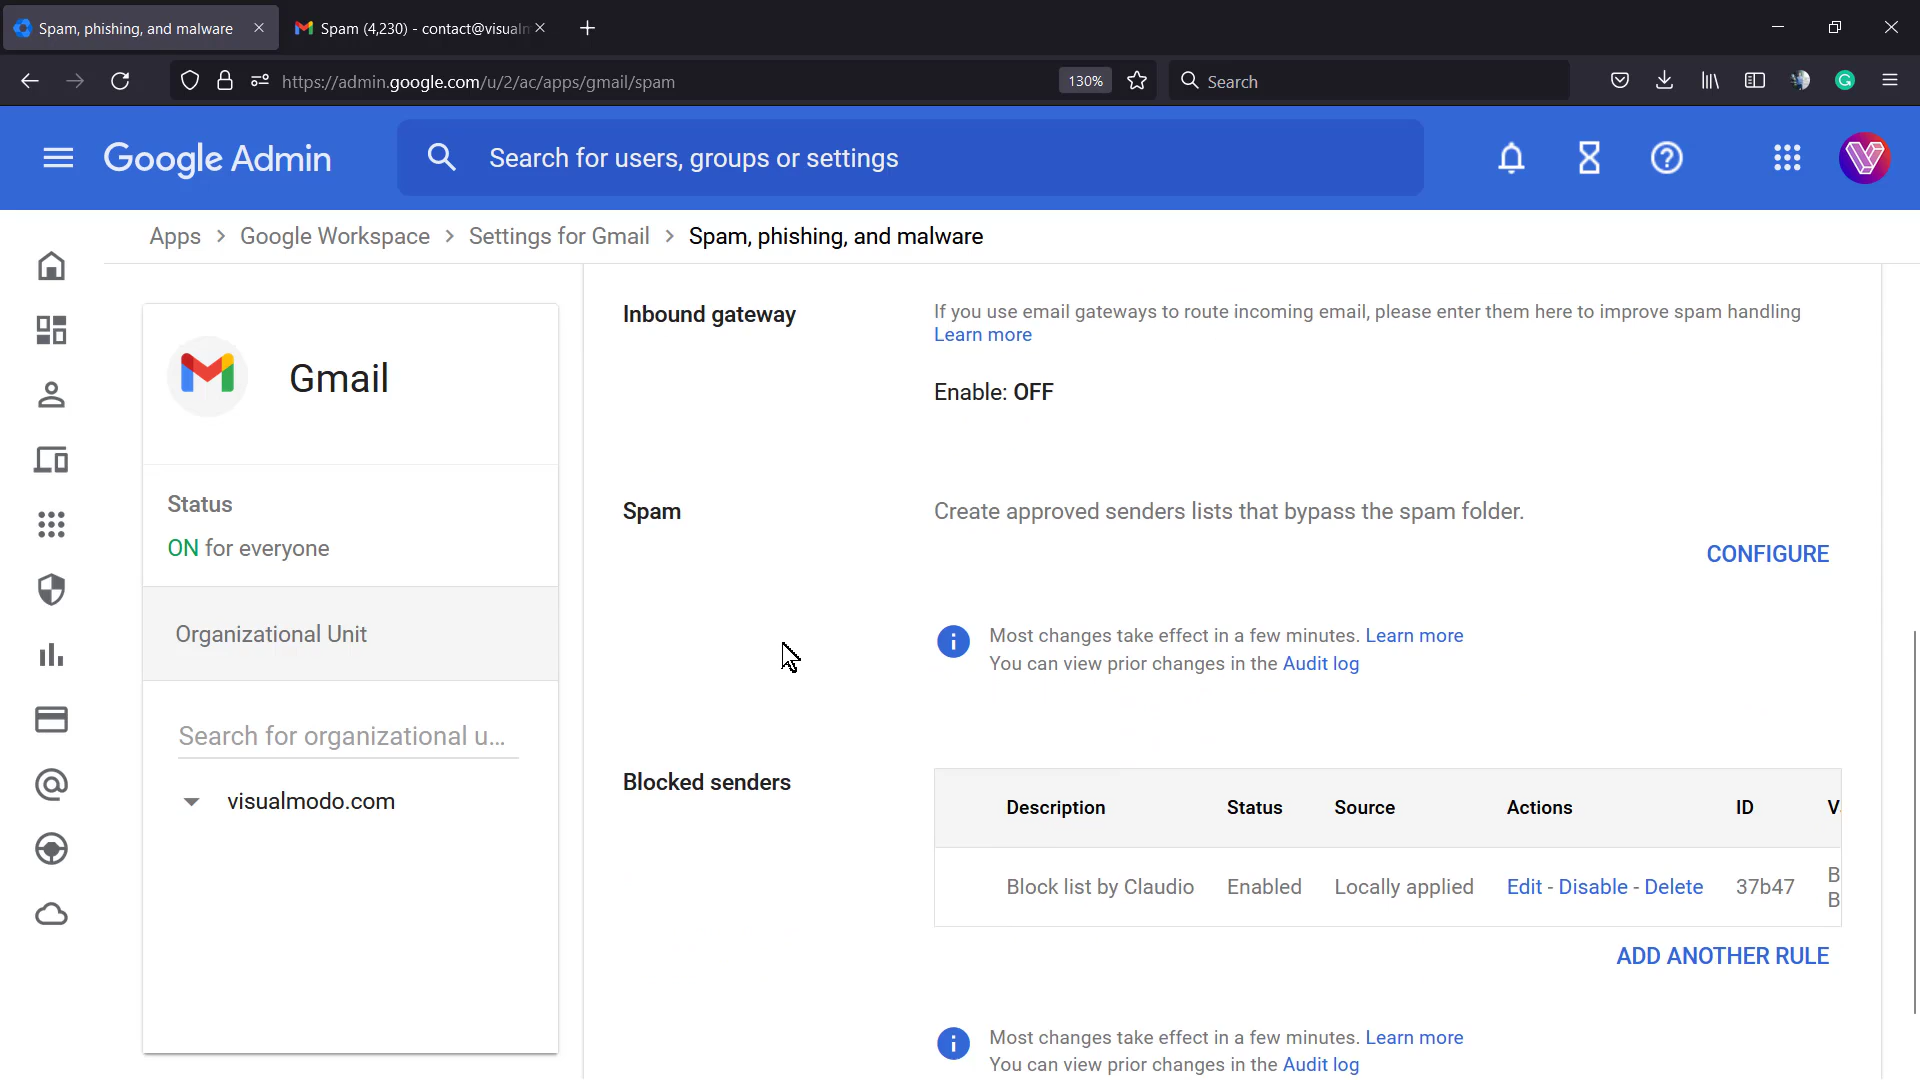 Spam, phishing, and malware
Spam (4,230) - contact@visual
https://admin.google.com/u/2/ac/apps/gmail/spam
130%
Search
Google Admin
Search for users, groups or settings
Apps > Google Workspace > Settings for Gmail > Spam, phishing, and malware
Gmail
Status
ON for everyone
Organizational Unit
Search for organizational u...
visualmodo.com
Inbound gateway
If you use email gateways to route incoming email, please enter them here to improve spam handling
Learn more
Enable: OFF
Spam
Create approved senders lists that bypass the spam folder.
CONFIGURE
Most changes take effect in a few minutes. Learn more
You can view prior changes in the Audit log
Blocked senders
Description Status Source Actions ID
Block list by Claudio Enabled Locally applied Edit - Disable - Delete 37b47
B
B
ADD ANOTHER RULE
Most changes take effect in a few minutes. Learn more
You can view prior changes in the Audit log